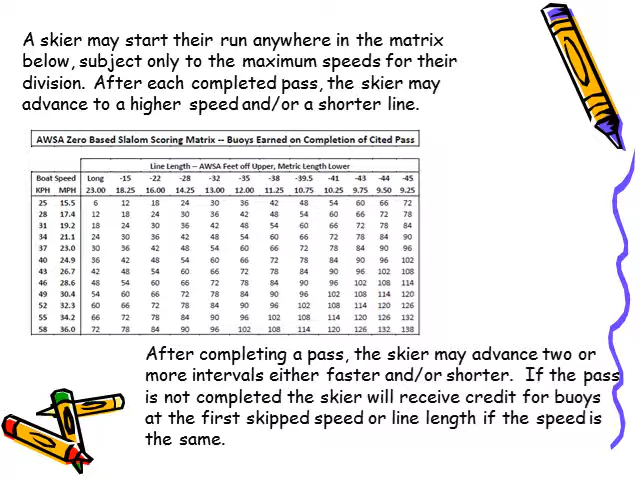 A skier may start their run anywhere in the matrix
below, subject only to the maximum speeds for their
division. After each completed pass, the skier may
advance to a higher speed and/or a shorter line.
AWSA Zero Based Slalom Scoring Matrix -- Buoys Earned on Completion of Cited Pass
Line Length -- AWSA Feet off Upper, Metric Length Lower
Boat Speed Long -15 -22 -28 -32 -35 -38 -39.5 -41 -43 -44 -45
KPH MPH 23.00 18.25 16.00 14.25 13.00 12.00 11.25 10.75 10.25 9.75 9.50 9.25
25 15.5 6 12 18 24 30 36 42 48 54 60 66 72
28 17.4 12 18 24 30 36 42 48 54 60 66 72 78
31 19.2 18 24 30 36 42 48 54 60 66 72 78 84
34 21.1 24 30 36 42 48 54 60 66 72 78 84 90
37 23.0 30 36 42 48 54 60 66 72 78 84 90 96
40 24.9 36 42 48 54 60 66 72 78 84 90 96 102
43 26.7 42 48 54 60 66 72 78 84 90 96 102 108
46 28.6 48 54 60 66 72 78 84 90 96 102 108 114
49 30.4 54 60 66 72 78 84 90 96 102 108 114 120
52 32.3 60 66 72 78 84 90 96 102 108 114 120 126
55 34.2 66 72 78 84 90 96 102 108 114 120 126 132
58 36.0 72 78 84 90 96 102 108 114 120 126 132 138
After completing a pass, the skier may advance two or
more intervals either faster and/or shorter. If the pass
is not completed the skier will receive credit for buoys
at the first skipped speed or line length if the speed is
the same.